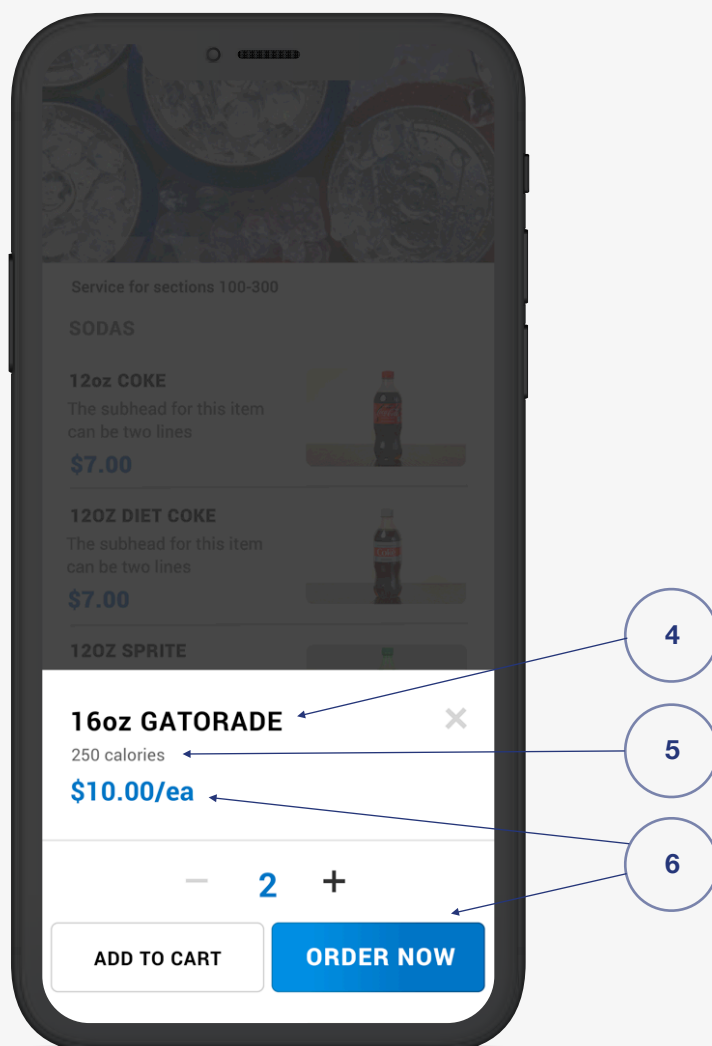 Service for sections 100-300
SODAS
12oz COKE
The subhead for this item
can be two lines
$7.00
12OZ DIET COKE
The subhead for this item
can be two lines
$7.00
12OZ SPRITE
16oz GATORADE
250 calories
$10.00/ea
2
ADD TO CART
ORDER NOW
4
5
6